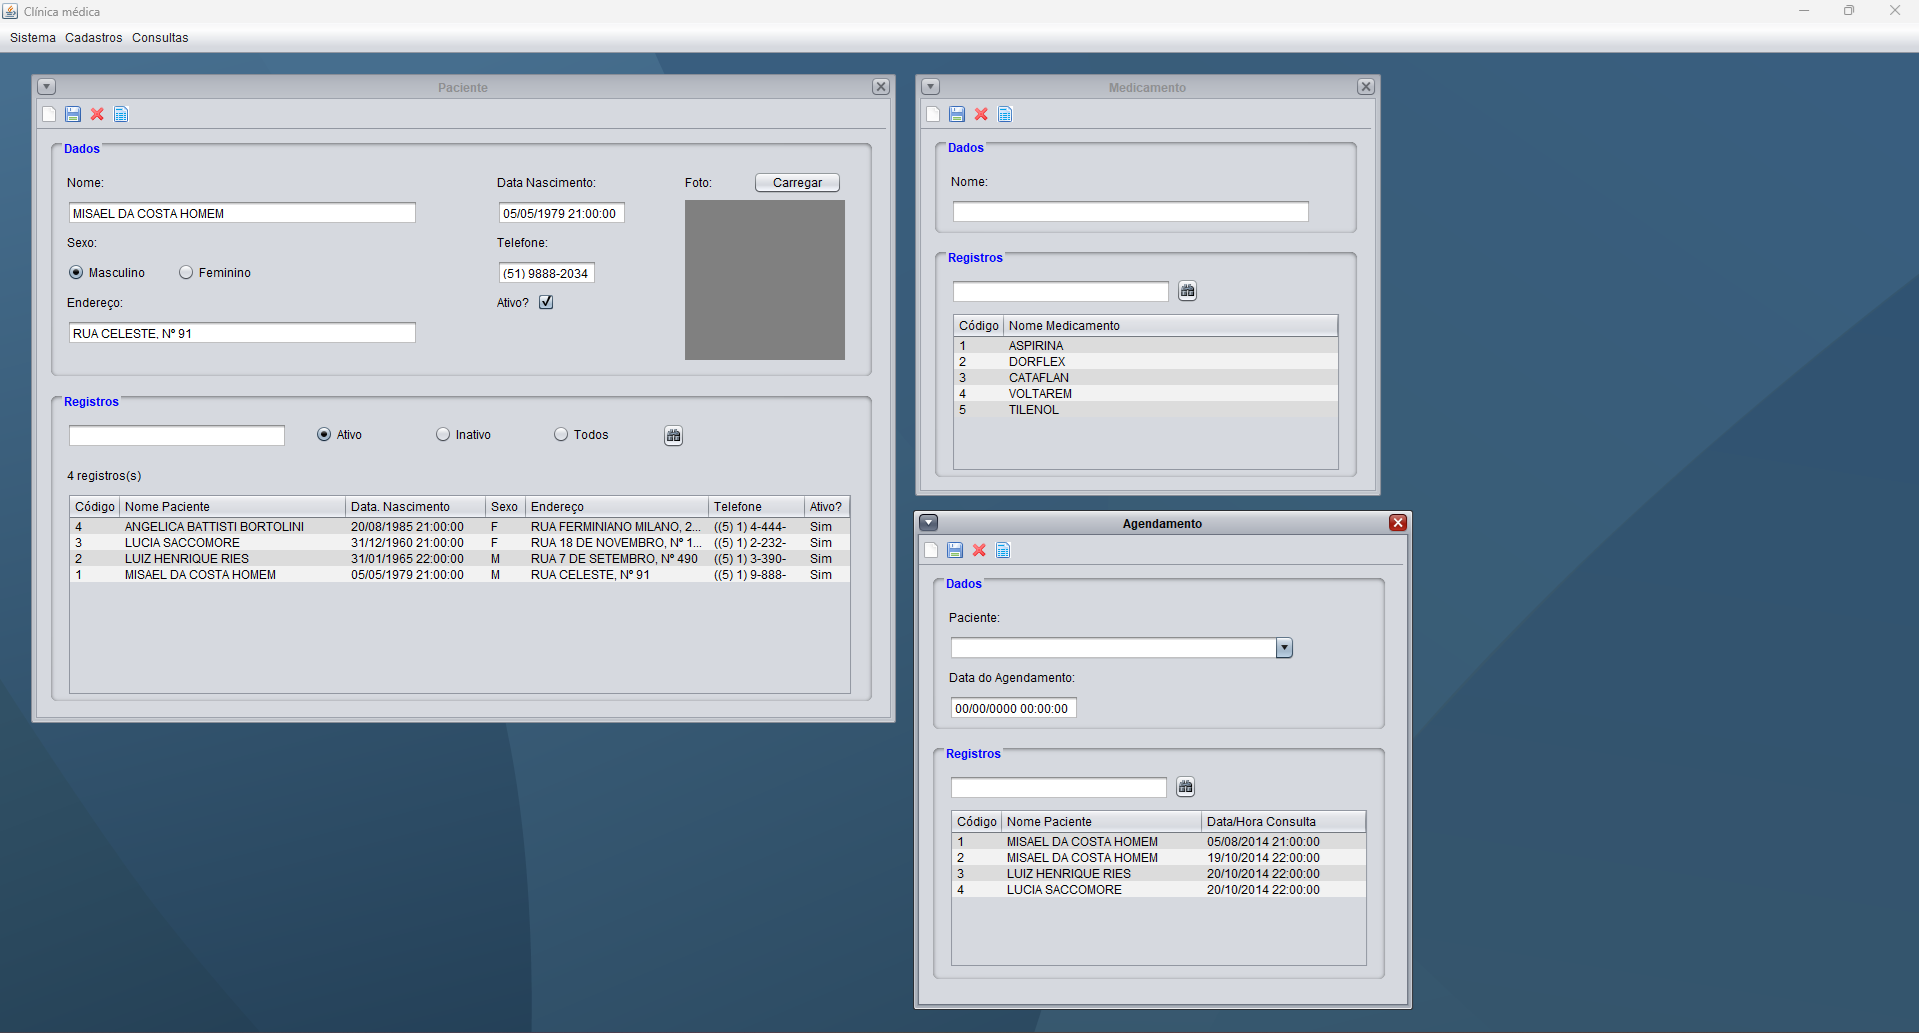 Clínica médica
Sistema Cadastros Consultas
Paciente
Dados
Nome:
MISAEL DA COSTA HOMEM
Sexo:
Masculino Feminino
Endereço:
RUA CELESTE, Nº 91
Data Nascimento:
05/05/1979 21:00:00
Telefone:
(51) 9888-2034
Ativo?
Foto:
Carregar
Registros
Ativo Inativo Todos
4 registros(s)
Código Nome Paciente Data. Nascimento Sexo Endereço Telefone Ativo?
4 ANGELICA BATTISTI BORTOLINI 20/08/1985 21:00:00 F RUA FERMINIANO MILANO, 2... ((5) 1) 4-444- Sim
3 LUCIA SACCOMORE 31/12/1960 21:00:00 F RUA 18 DE NOVEMBRO, Nº 1... ((5) 1) 2-232- Sim
2 LUIZ HENRIQUE RIES 31/01/1965 22:00:00 M RUA 7 DE SETEMBRO, Nº 490 ((5) 1) 3-390- Sim
1 MISAEL DA COSTA HOMEM 05/05/1979 21:00:00 M RUA CELESTE, Nº 91 ((5) 1) 9-888- Sim
Medicamento
Dados
Nome:
Registros
Código Nome Medicamento
1 ASPIRINA
2 DORFLEX
3 CATAFLAN
4 VOLTAREM
5 TILENOL
Agendamento
Dados
Paciente:
Data do Agendamento:
00/00/0000 00:00:00
Registros
Código Nome Paciente Data/Hora Consulta
1 MISAEL DA COSTA HOMEM 05/08/2014 21:00:00
2 MISAEL DA COSTA HOMEM 19/10/2014 22:00:00
3 LUIZ HENRIQUE RIES 20/10/2014 22:00:00
4 LUCIA SACCOMORE 20/10/2014 22:00:00